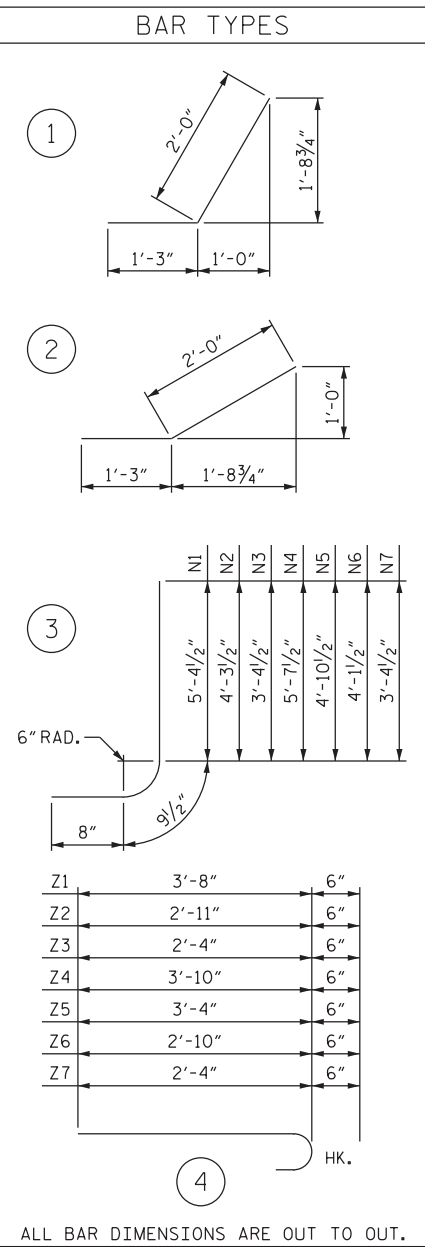 BAR TYPES
1
2'-0"
1'-8¾"
1'-3"
1'-0"
2
2'-0"
1'-0"
1'-3"
1'-8¾"
3
N1 N2 N3 N4 N5 N6 N7
5'-4½" 4'-3½" 3'-4½" 5'-7½" 4'-10½" 4'-1½" 3'-4½"
6" RAD.
8"
9½"
Z1 3'-8" 6"
Z2 2'-11" 6"
Z3 2'-4" 6"
Z4 3'-10" 6"
Z5 3'-4" 6"
Z6 2'-10" 6"
Z7 2'-4" 6"
HK.
4
ALL BAR DIMENSIONS ARE OUT TO OUT.